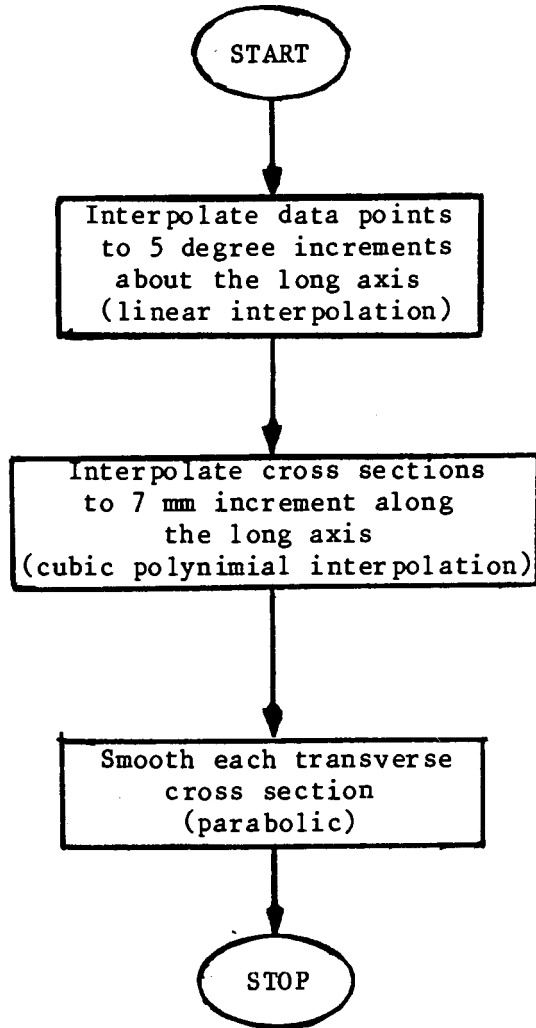 START
Interpolate data points
to 5 degree increments
about the long axis
(linear interpolation)
Interpolate cross sections
to 7 mm increment along
the long axis
(cubic polynimial interpolation)
Smooth each transverse
cross section
(parabolic)
STOP